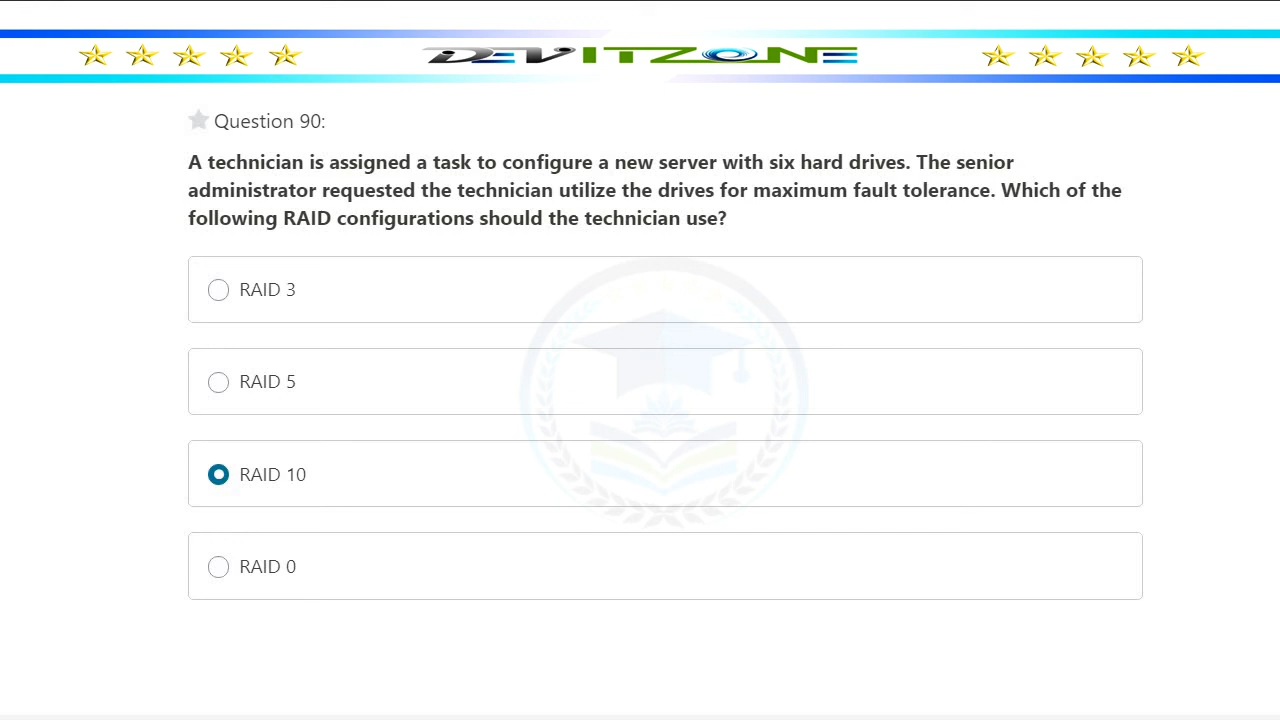 DEVITZONE
Question 90:
A technician is assigned a task to configure a new server with six hard drives. The senior
administrator requested the technician utilize the drives for maximum fault tolerance. Which of the
following RAID configurations should the technician use?
RAID 3
RAID 5
RAID 10
RAID 0